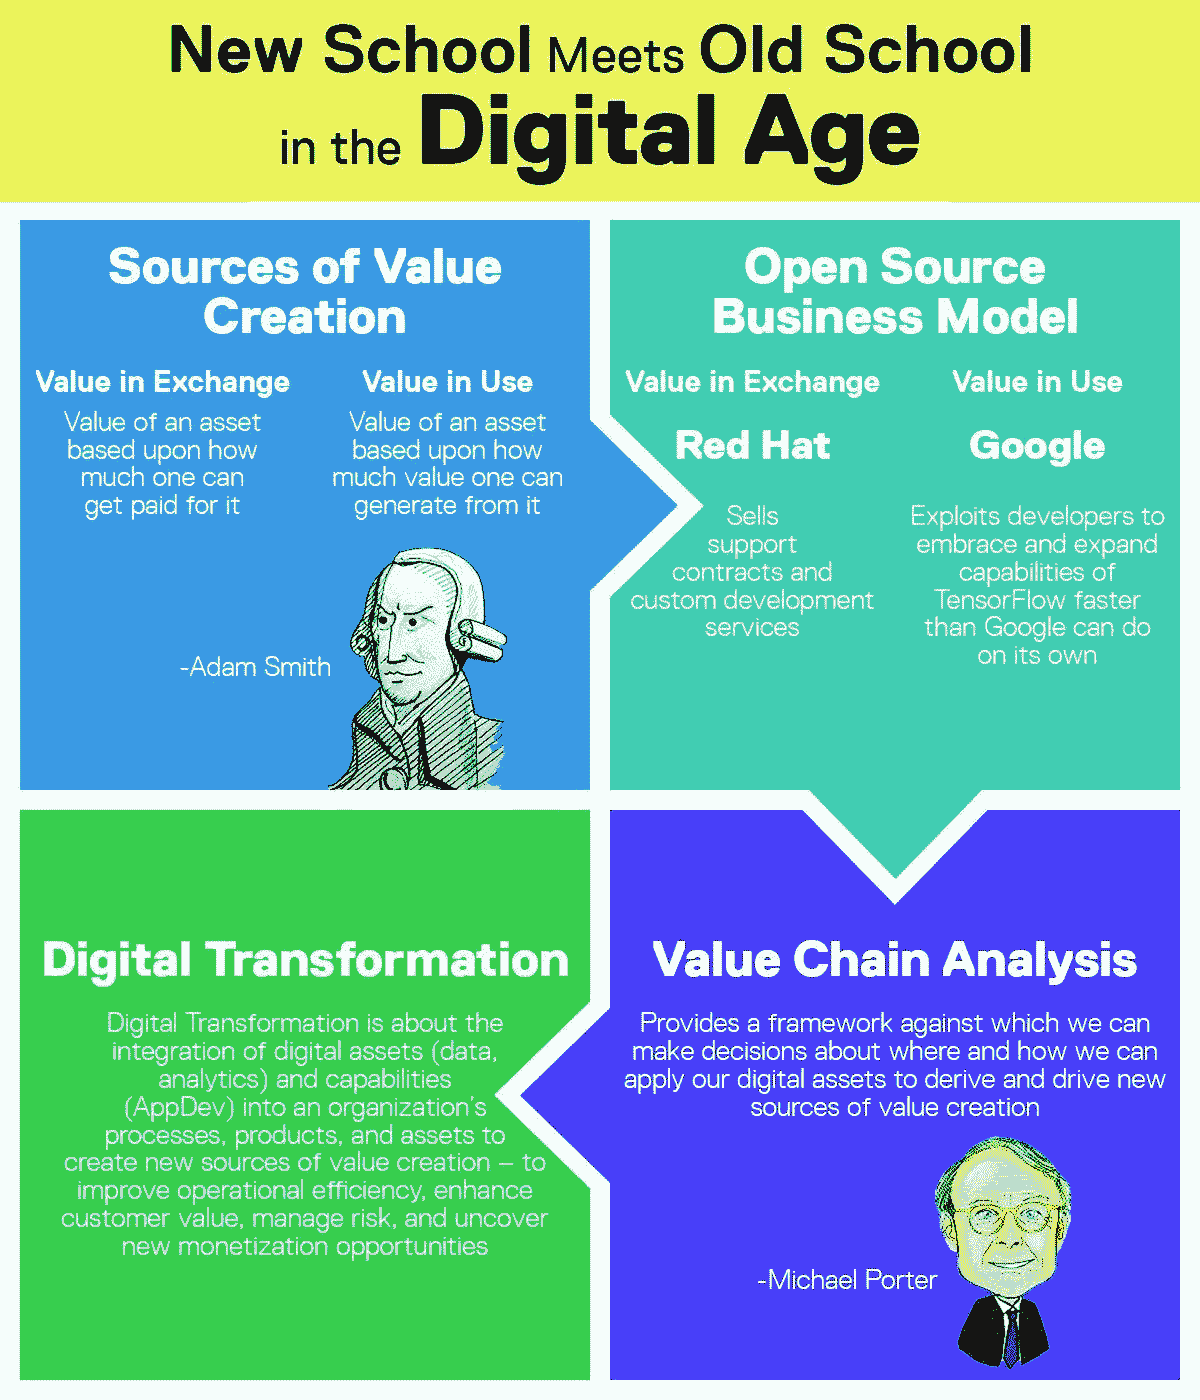 New School Meets Old School
in the Digital Age
Sources of Value
Creation
Value in Exchange
Value of an asset
based upon how
much one can
get paid for it
Value in Use
Value of an asset
based upon how
much value one can
generate from it
-Adam Smith
Open Source
Business Model
Value in Exchange
Red Hat
Sells
support
contracts and
custom development
services
Value in Use
Google
Exploits developers to
embrace and expand
capabilities of
TensorFlow faster
than Google can do
on its own
Digital Transformation
Digital Transformation is about the
integration of digital assets (data,
analytics) and capabilities
(AppDev) into an organization's
processes, products, and assets to
create new sources of value creation – to
improve operational efficiency, enhance
customer value, manage risk, and uncover
new monetization opportunities
Value Chain Analysis
Provides a framework against which we can
make decisions about where and how we can
apply our digital assets to derive and drive new
sources of value creation
-Michael Porter